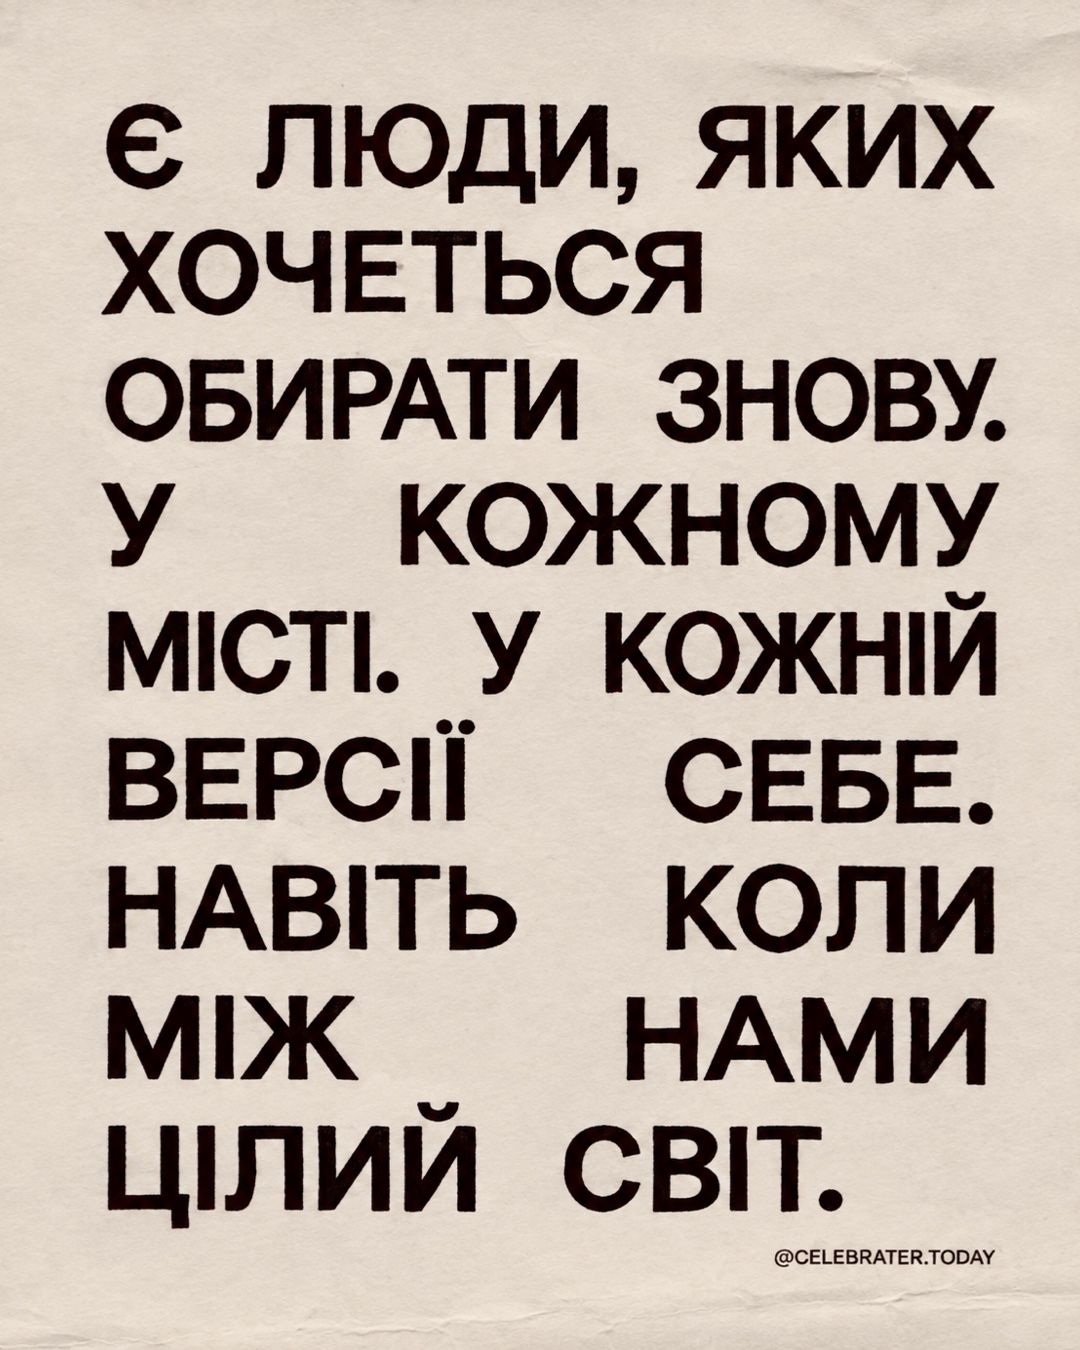 Є ЛЮДИ, ЯКИХ
ХОЧЕТЬСЯ
ОБИРАТИ ЗНОВУ.
У КОЖНОМУ
МІСТІ. У КОЖНІЙ
ВЕРСІЇ СЕБЕ.
НАВІТЬ КОЛИ
МІЖ НАМИ
ЦІЛИЙ СВІТ.
@CELEBRATER.TODAY